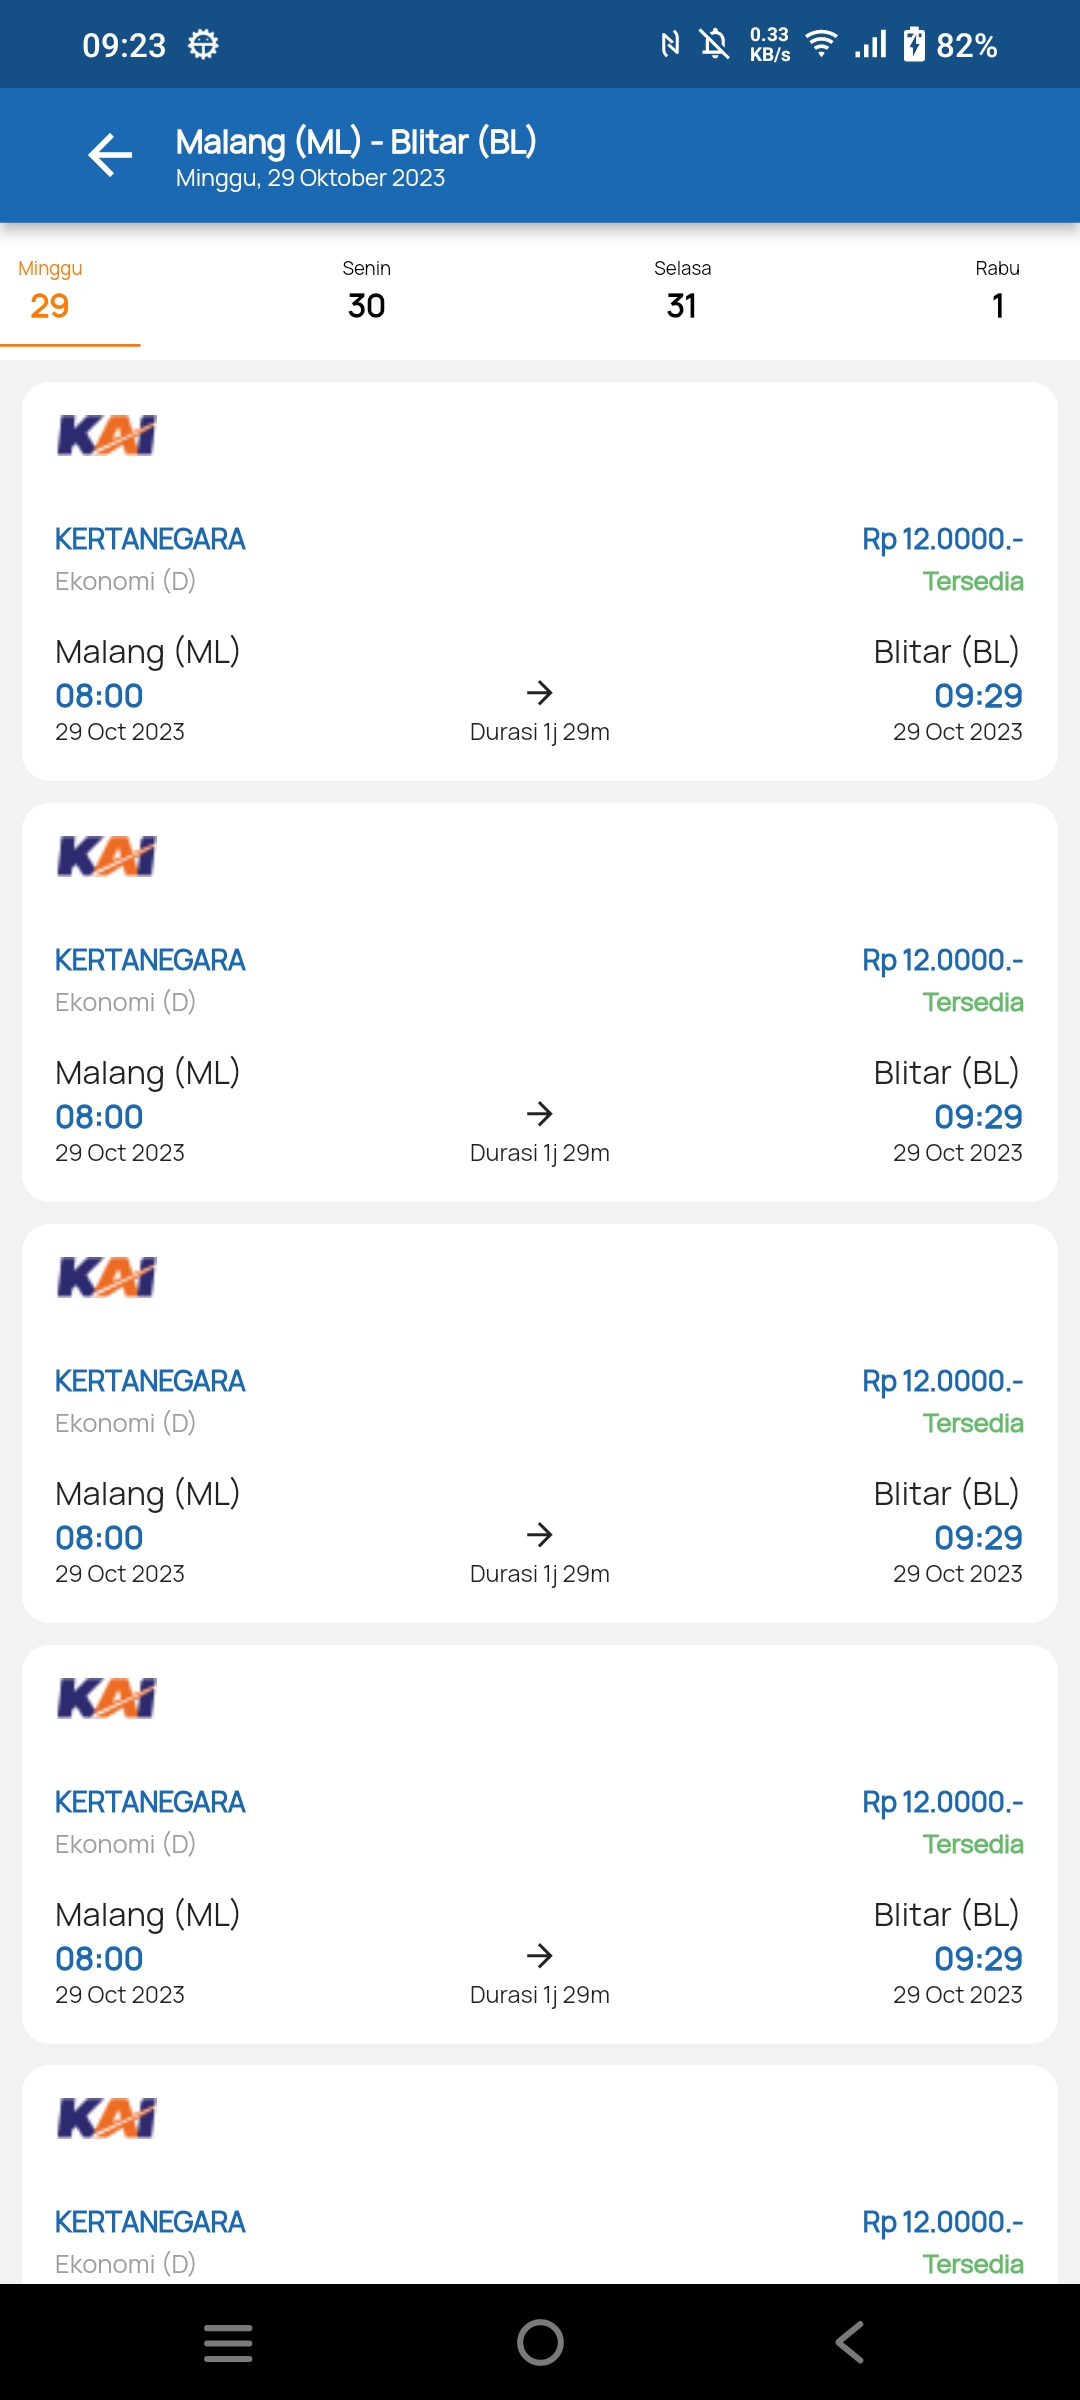 09:23
0.33
KB/s
82%
Malang (ML) - Blitar (BL)
Minggu, 29 Oktober 2023
Minggu Senin Selasa Rabu
29 30 31 1
KAI
KERTANEGARA Rp 12.0000.-
Ekonomi (D) Tersedia
Malang (ML) Blitar (BL)
08:00 → 09:29
29 Oct 2023 Durasi 1j 29m 29 Oct 2023
KAI
KERTANEGARA Rp 12.0000.-
Ekonomi (D) Tersedia
Malang (ML) Blitar (BL)
08:00 → 09:29
29 Oct 2023 Durasi 1j 29m 29 Oct 2023
KAI
KERTANEGARA Rp 12.0000.-
Ekonomi (D) Tersedia
Malang (ML) Blitar (BL)
08:00 → 09:29
29 Oct 2023 Durasi 1j 29m 29 Oct 2023
KAI
KERTANEGARA Rp 12.0000.-
Ekonomi (D) Tersedia
Malang (ML) Blitar (BL)
08:00 → 09:29
29 Oct 2023 Durasi 1j 29m 29 Oct 2023
KAI
KERTANEGARA Rp 12.0000.-
Ekonomi (D) Tersedia